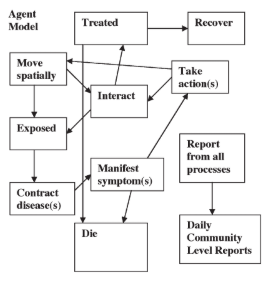 Agent
Model
Treated
Recover
Move
spatially
Take
action(s)
Interact
Exposed
Report
from all
processes
Manifest
symptom(s)
Contract
disease(s)
Die
Daily
Community
Level Reports